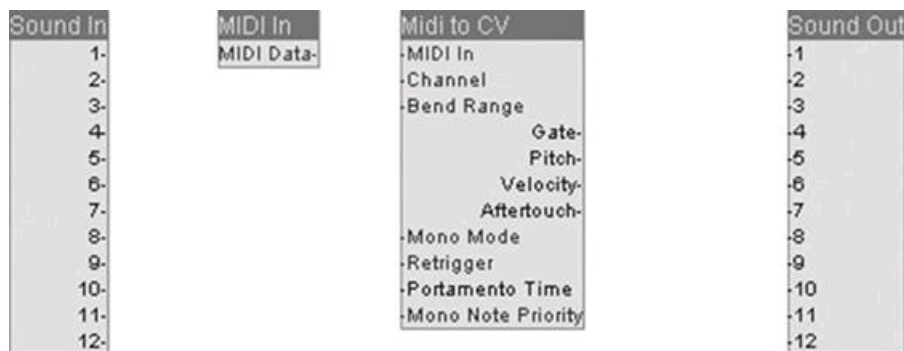 Sound In
1-
2-
3-
4-
5-
6-
7-
8-
9-
10-
11-
12-
MIDI In
MIDI Data-
Midi to CV
-MIDI In
-Channel
-Bend Range
Gate-
Pitch-
Velocity-
Aftertouch-
-Mono Mode
-Retrigger
-Portamento Time
-Mono Note Priority
Sound Out
-1
-2
-3
-4
-5
-6
-7
-8
-9
-10
-11
-12